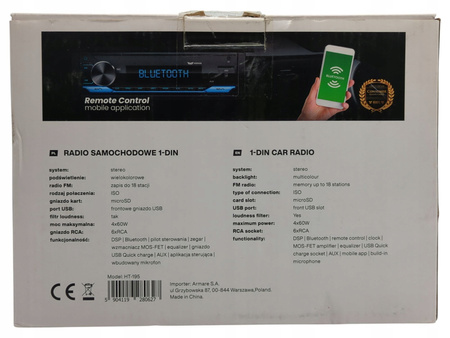 BLUETOOTH
Remote Control
mobile application
BLUETOOTH
PL RADIO SAMOCHODOWE 1-DIN
system: stereo
podświetlenie: wielokolorowe
radio FM: zapis do 18 stacji
rodzaj połączenia: ISO
gniazdo kart: microSD
port USB: frontowe gniazdo USB
filtr loudness: tak
moc maksymalna: 4x60W
gniazdo RCA: 6xRCA
funkcjonalność: DSP | Bluetooth | pilot sterowania | zegar |
wzmacniacz MOS-FET | equalizer | gniazdo
USB Quick charge | AUX | aplikacja sterująca |
wbudowany mikrofon
1-DIN CAR RADIO
system: stereo
backlight: multicolour
FM radio: memory up to 18 stations
type of connection: ISO
card slot: microSD
USB port: front USB slot
loudness filter: Yes
maximum power: 4x60W
RCA socket: 6xRCA
functionality: DSP | Bluetooth | remote control | clock |
MOS-FET amplifier | equalizer | USB Quick
charge | AUX | mobile app | build-in
microphone
CE
Model: HT-195
5 904119 280627
importer: Armare S.A.
ul Grzybowska 87, 00-844 Warszawa, Poland.
Made in China